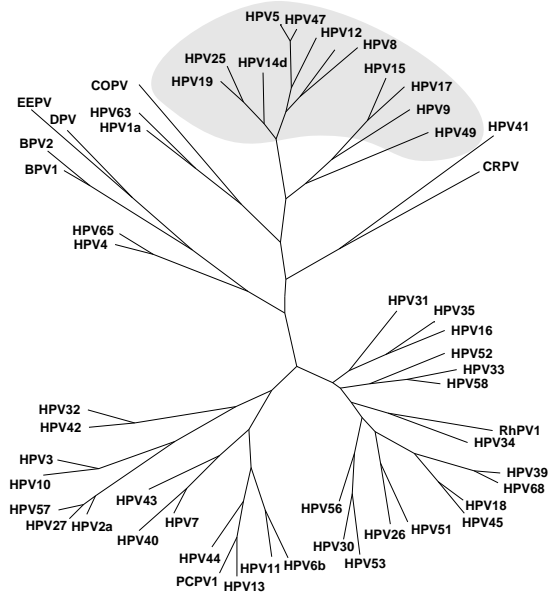 HPV5
HPV47
HPV12
HPV8
HPV25
HPV14d
HPV19
HPV15
HPV17
HPV9
HPV49
HPV41
CRPV
COPV
HPV63
HPV1a
EEPV
DPV
BPV2
BPV1
HPV65
HPV4
HPV31
HPV35
HPV16
HPV52
HPV33
HPV58
RhPV1
HPV34
HPV39
HPV68
HPV18
HPV45
HPV51
HPV26
HPV56
HPV30
HPV53
HPV32
HPV42
HPV3
HPV10
HPV57
HPV27
HPV2a
HPV43
HPV40
HPV7
HPV44
PCPV1
HPV13
HPV11
HPV6b